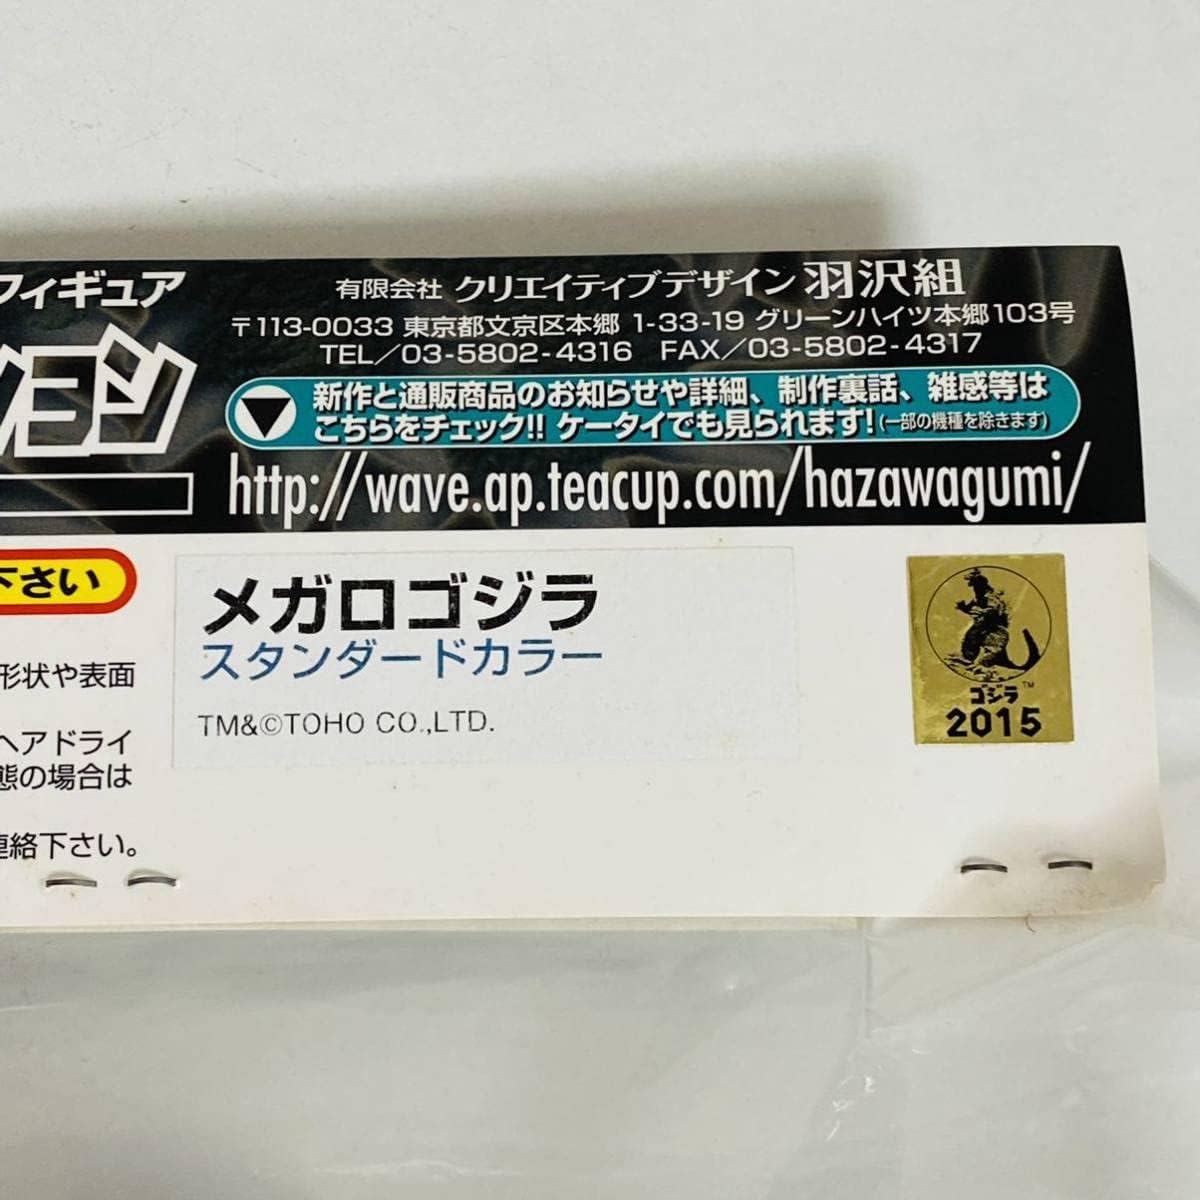 フィギュア
ョン
有限会社 クリエイティブデザイン 羽沢組
〒113-0033 東京都文京区本郷 1-33-19 グリーンハイツ本郷103号
TEL／03-5802-4316 FAX／03-5802-4317
新作と通販商品のお知らせや詳細、制作裏話、雑感等は
こちらをチェック!! ケータイでも見られます!(一部の機種を除きます)
http://wave.ap.teacup.com/hazawagumi/
下さい
形状や表面
ヘアドライ
態の場合は
連絡下さい。
メガロゴジラ
スタンダードカラー
TM&©TOHO CO.,LTD.
ゴジラ™
2015